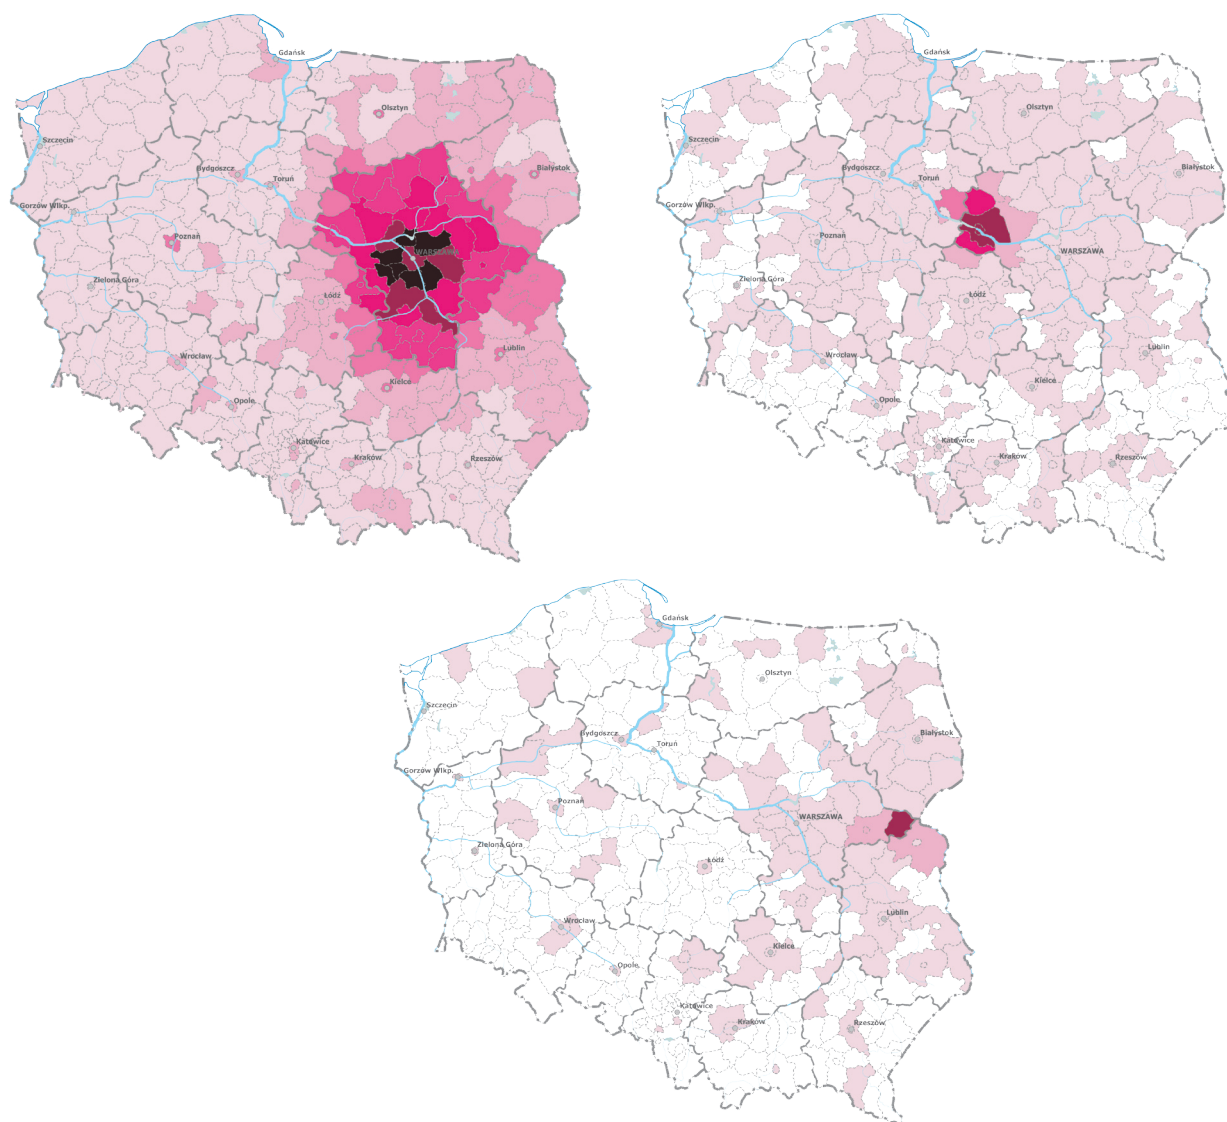 Gdańsk
Olsztyn
Szczecin
Białystok
Bydgoszcz
Toruń
Gorzów Wlkp.
Poznań
WARSZAWA
Zielona Góra
Łódź
Wrocław
Lublin
Kielce
Opole
Katowice
Kraków
Rzeszów
Gdańsk
Olsztyn
Szczecin
Białystok
Bydgoszcz
Toruń
Gorzów Wlkp.
Poznań
WARSZAWA
Zielona Góra
Łódź
Wrocław
Lublin
Kielce
Opole
Katowice
Kraków
Rzeszów
Gdańsk
Olsztyn
Szczecin
Białystok
Bydgoszcz
Toruń
Gorzów Wlkp.
Poznań
WARSZAWA
Zielona Góra
Łódź
Wrocław
Lublin
Kielce
Opole
Katowice
Kraków
Rzeszów